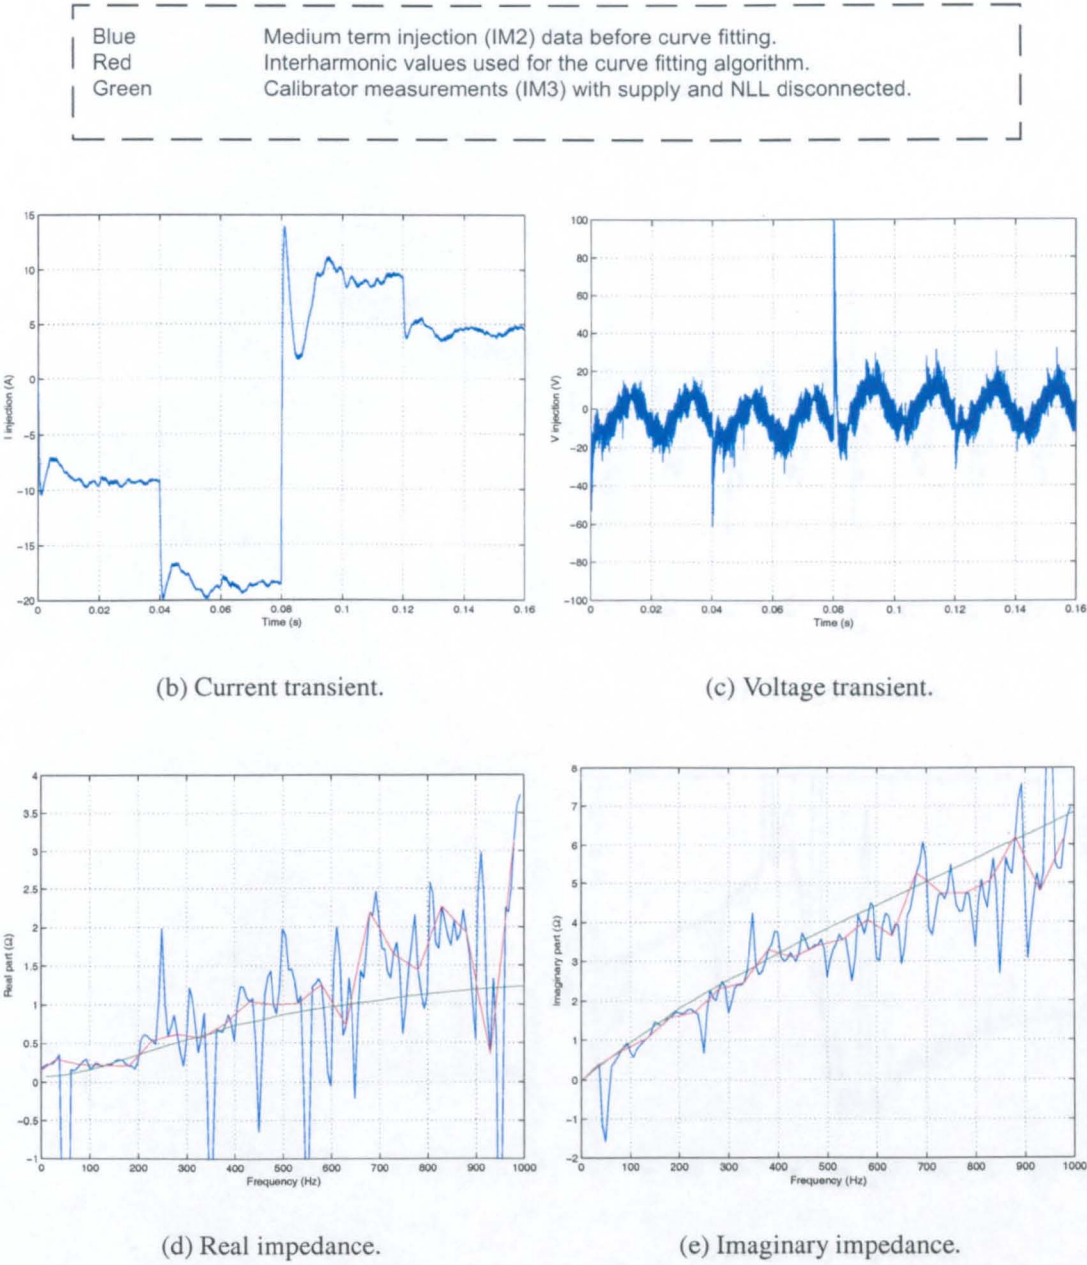 Blue Medium term injection (IM2) data before curve fitting.
Red Interharmonic values used for the curve fitting algorithm.
Green Calibrator measurements (IM3) with supply and NLL disconnected.
15
10
5
0
−5
−10
−15
−20
I injection (A)
0 0.02 0.04 0.06 0.08 0.1 0.12 0.14 0.16
Time (s)
(b) Current transient.
100
80
60
40
20
0
−20
−40
−60
−80
−100
V injection (V)
0 0.02 0.04 0.06 0.08 0.1 0.12 0.14 0.16
Time (s)
(c) Voltage transient.
4
3.5
3
2.5
2
1.5
1
0.5
0
−0.5
−1
Real part (Ω)
0 100 200 300 400 500 600 700 800 900 1000
Frequency (Hz)
(d) Real impedance.
8
7
6
5
4
3
2
1
0
−1
−2
Imaginary part (Ω)
0 100 200 300 400 500 600 700 800 900 1000
Frequency (Hz)
(e) Imaginary impedance.